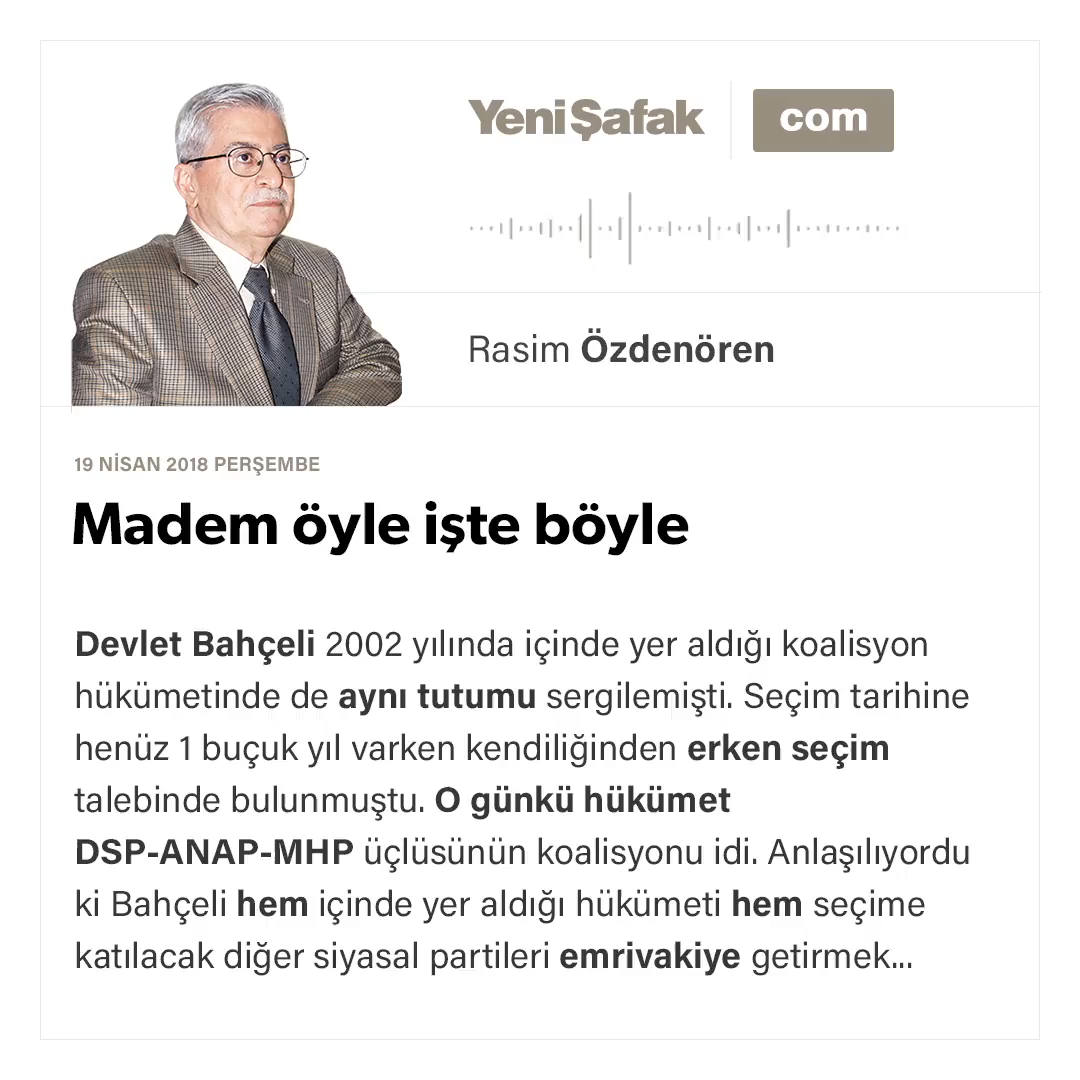 YeniŞafak
com
Rasim Özdenören
19 NİSAN 2018 PERŞEMBE
Madem öyle işte böyle
Devlet Bahçeli 2002 yılında içinde yer aldığı koalisyon
hükümetinde de aynı tutumu sergilemişti. Seçim tarihine
henüz 1 buçuk yıl varken kendiliğinden erken seçim
talebinde bulunmuştu. O günkü hükümet
DSP-ANAP-MHP üçlüsünün koalisyonu idi. Anlaşılıyordu
ki Bahçeli hem içinde yer aldığı hükümeti hem seçime
katılacak diğer siyasal partileri emrivakiye getirmek...